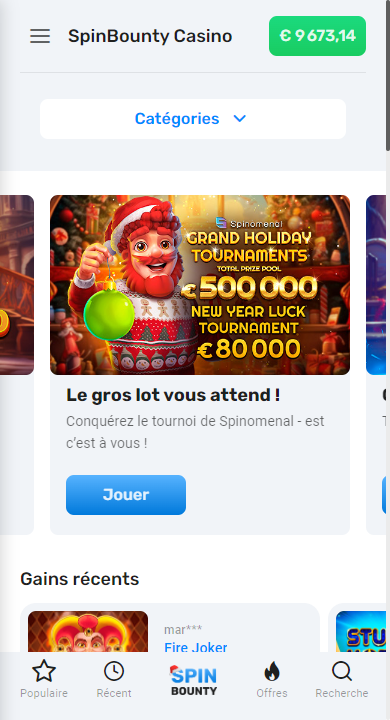 SpinBounty Casino
€ 9 673,14
Catégories
Spinomenal
GRAND HOLIDAY
TOURNAMENTS
TOTAL PRIZE POOL
€500 000
NEW YEAR LUCK
TOURNAMENT
€80 000
Le gros lot vous attend !
Conquérez le tournoi de Spinomenal - est
c'est à vous !
Jouer
Gains récents
mar***
Fire Joker
Populaire
Récent
SPIN
BOUNTY
Offres
Recherche